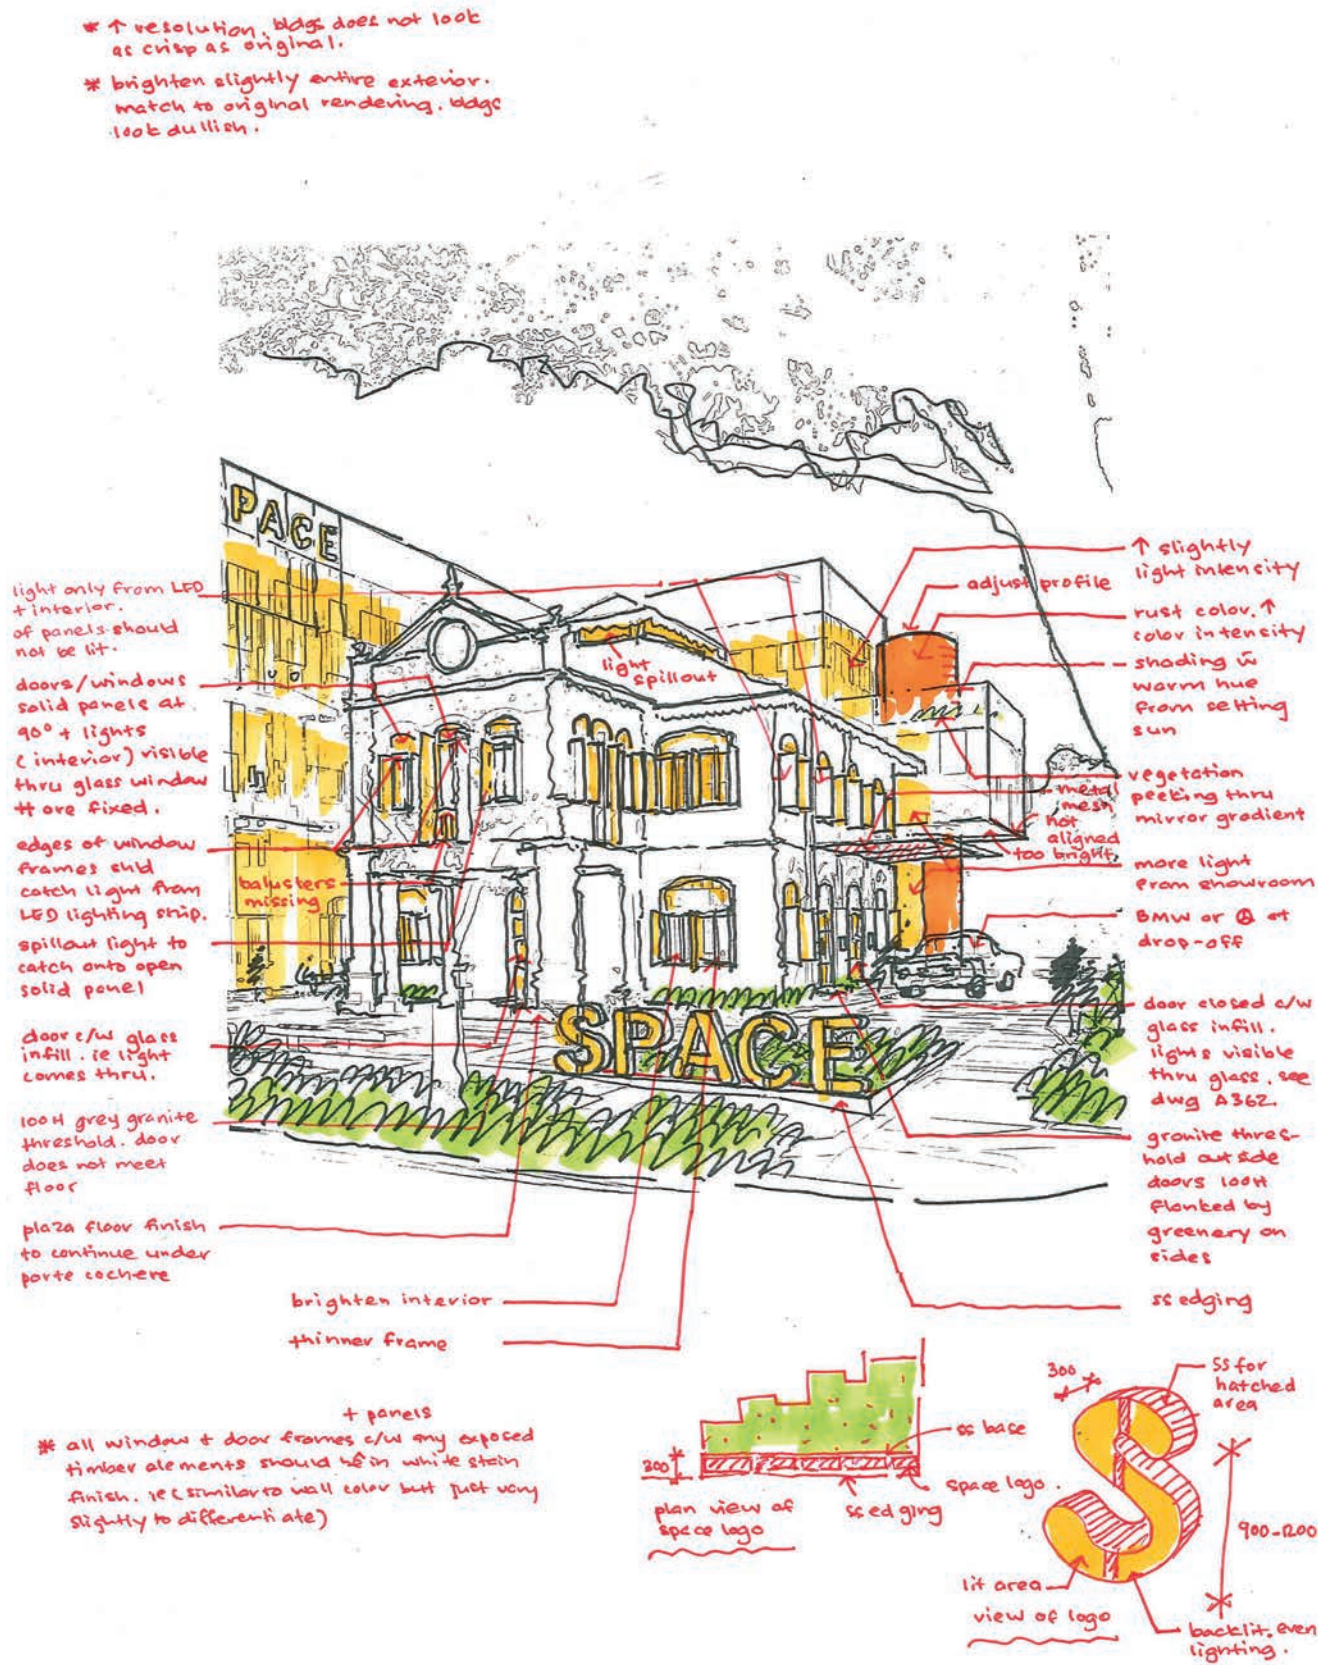 * ↑ resolution. bldgs does not look
as crisp as original.
* brighten slightly entire exterior.
match to original rendering. bldgs
look dullish.
PACE
light only from LED
+ interior.
of panels should
not be lit.
doors/windows
solid panels at
90° + lights
(interior) visible
thru glass window
# are fixed.
edges of window
frames shld
catch light from
LED lighting strip.
spillout light to
catch onto open
solid panel
door c/w glass
infill. ie light
comes thru.
100H grey granite
threshold. door
does not meet
floor
plaza floor finish
to continue under
porte cochere
light
spillout
balusters
missing
SPACE
↑ slightly
light intensity
adjust profile
rust color. ↑
color intensity
shading w
warm hue
from setting
sun
vegetation
peeking thru
mirror gradient
metal
mesh
not
aligned
too bright
more light
from showroom
BMW or at
drop-off
door closed c/w
glass infill.
lights visible
thru glass. see
dwg A362.
granite thres-
hold outside
doors 100H
flanked by
greenery on
sides
ss edging
brighten interior
thinner frame
+ panels
* all window & door frames c/w any exposed
timber elements should be in white stain
finish. ie (similar to wall color but just very
slightly to differentiate)
300
ss base
space logo.
ss edging
plan view of
space logo
300
SS for
hatched
area
900-1200
lit area
view of logo
backlit. even
lighting.